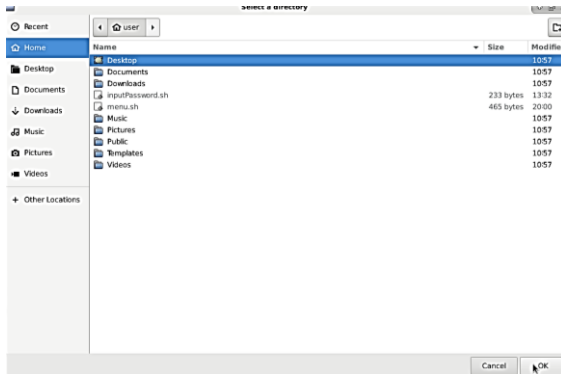 Select a directory
Recent
Home
Desktop
Documents
Downloads
Music
Pictures
Videos
+ Other Locations
user
Name Size Modifie
Desktop 10:57
Documents 10:57
Downloads 10:57
inputPassword.sh 233 bytes 13:32
menu.sh 465 bytes 20:00
Music 10:57
Pictures 10:57
Public 10:57
Templates 10:57
Videos 10:57
Cancel OK